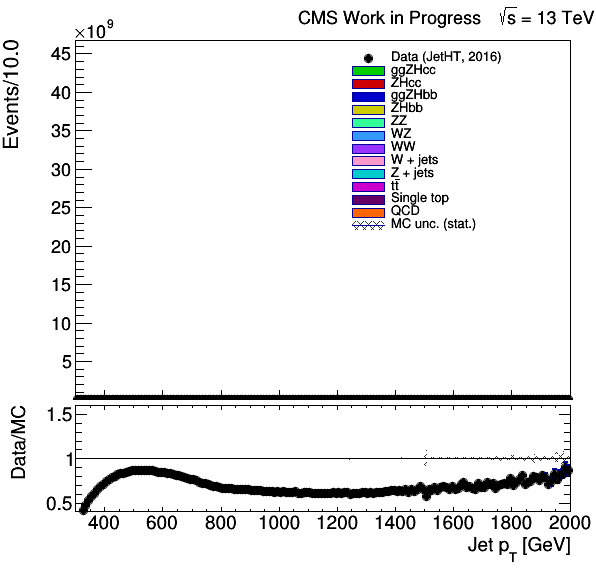 CMS Work in Progress √s = 13 TeV
×10⁹
Events/10.0
45
40
35
30
25
20
15
10
5
Data (JetHT, 2016)
ggZHcc
ZHcc
ggZHbb
ZHbb
ZZ
WZ
WW
W + jets
Z + jets
tt̄
Single top
QCD
MC unc. (stat.)
Data/MC
1.5
1
0.5
400 600 800 1000 1200 1400 1600 1800 2000
Jet p_T [GeV]